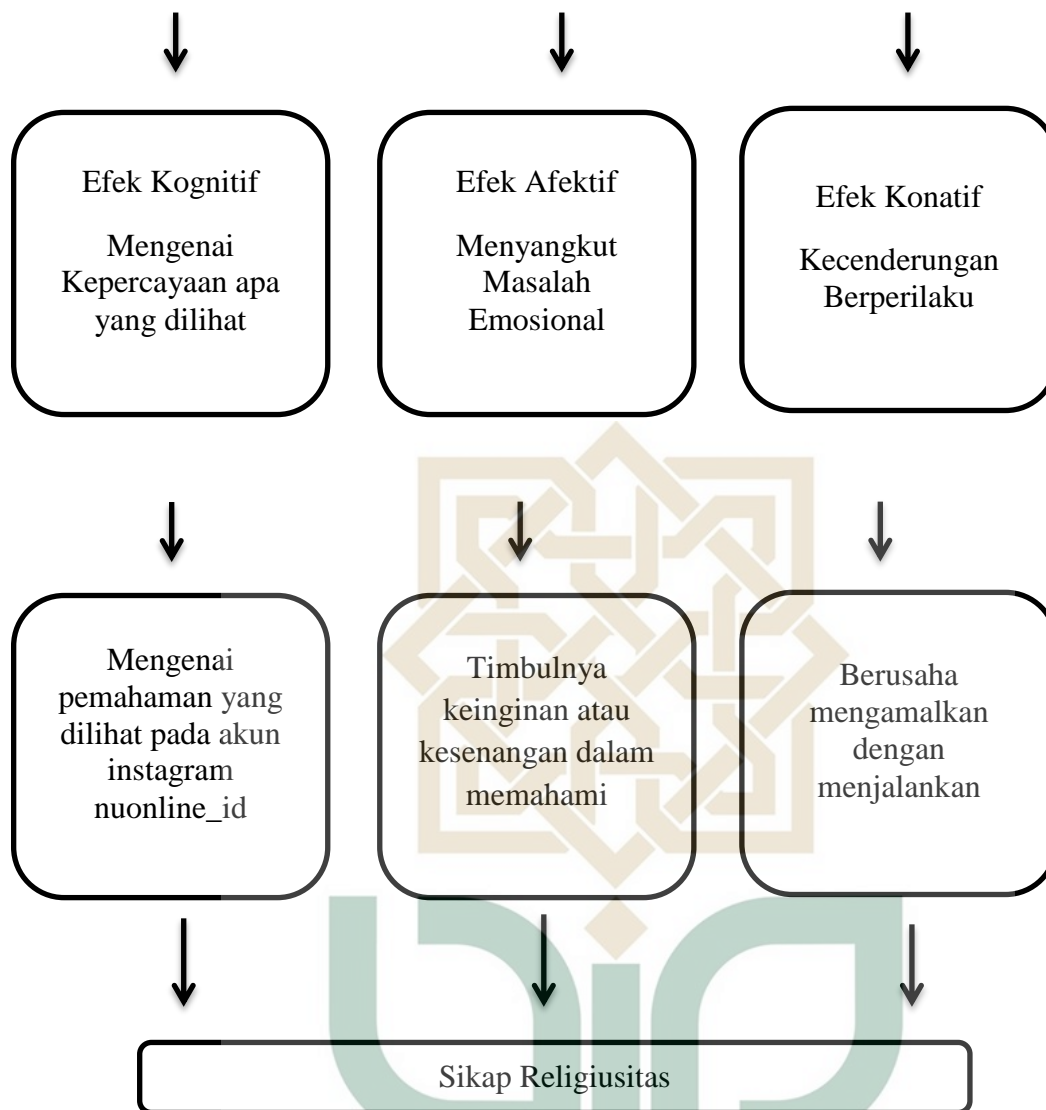 Efek Kognitif
Mengenai
Kepercayaan apa
yang dilihat
Efek Afektif
Menyangkut
Masalah
Emosional
Efek Konatif
Kecenderungan
Berperilaku
Mengenai
pemahaman yang
dilihat pada akun
instagram
nuonline_id
Timbulnya
keinginan atau
kesenangan dalam
memahami
Berusaha
mengamalkan
dengan
menjalankan
Sikap Religiusitas